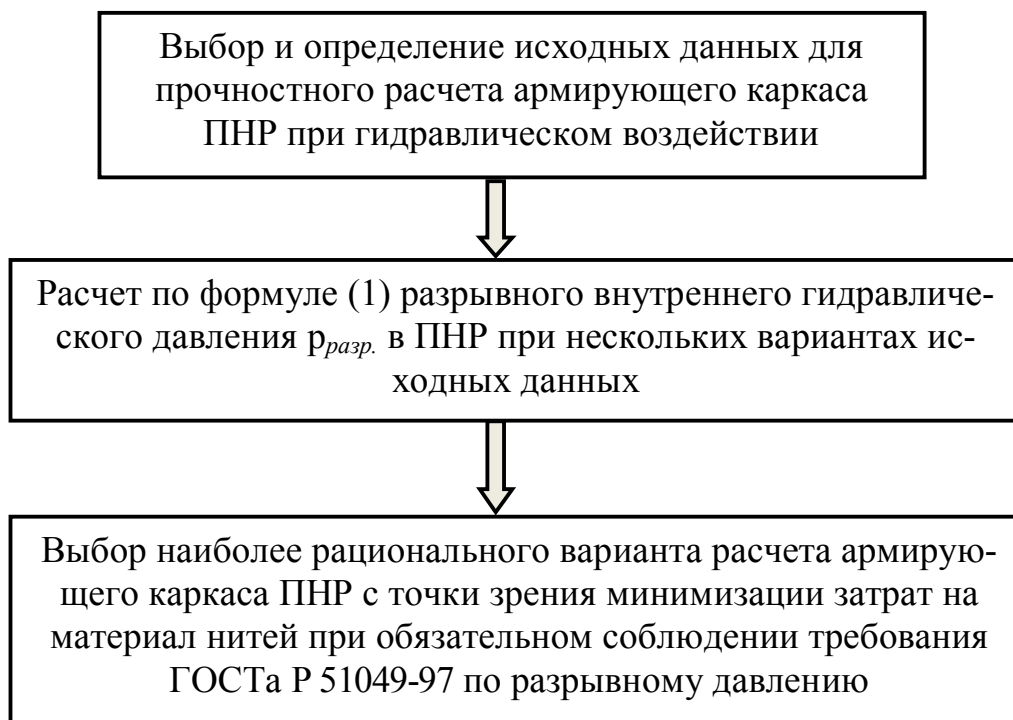 Выбор и определение исходных данных для
прочностного расчета армирующего каркаса
ПНР при гидравлическом воздействии
Расчет по формуле (1) разрывного внутреннего гидравличе-
ского давления pразр. в ПНР при нескольких вариантах ис-
ходных данных
Выбор наиболее рационального варианта расчета армирую-
щего каркаса ПНР с точки зрения минимизации затрат на
материал нитей при обязательном соблюдении требования
ГОСТа Р 51049-97 по разрывному давлению